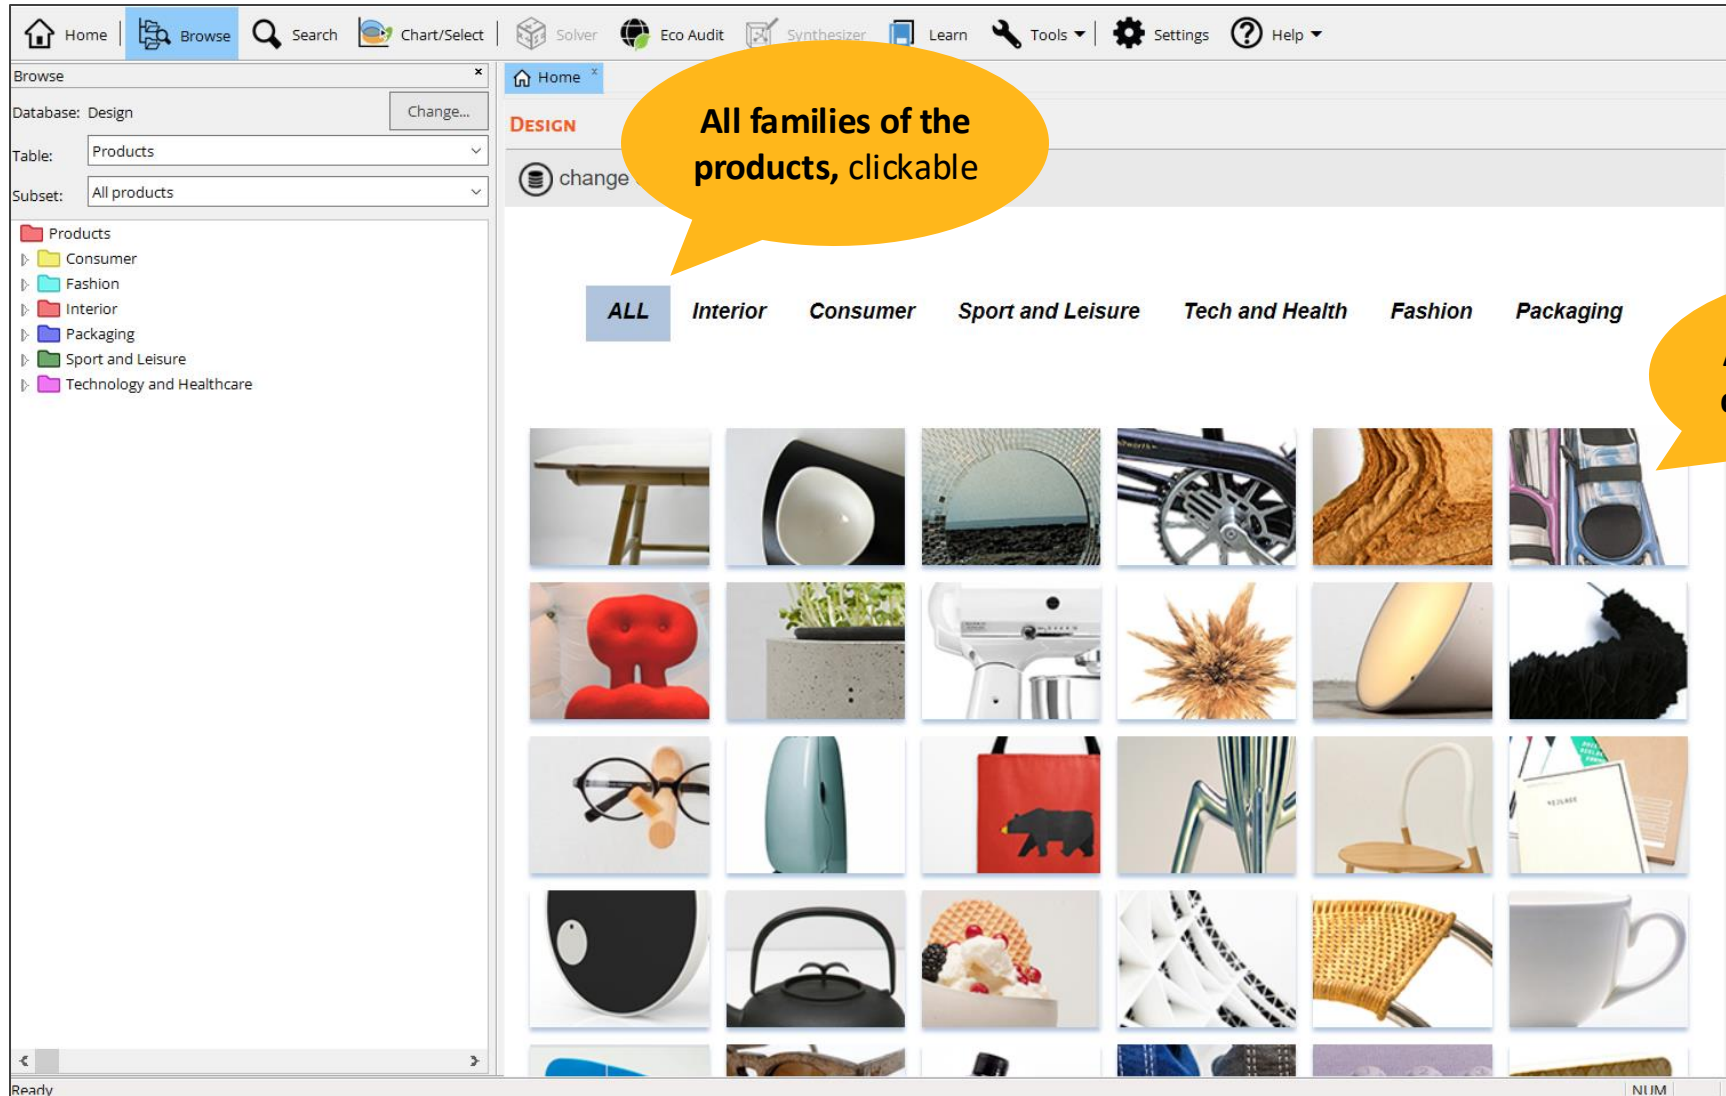 Home Browse Search Chart/Select Solver Eco Audit Synthesizer Learn Tools Settings Help
Browse
Database: Design Change...
Table: Products
Subset: All products
Products
Consumer
Fashion
Interior
Packaging
Sport and Leisure
Technology and Healthcare
Home
DESIGN
change
All families of the
products, clickable
ALL Interior Consumer Sport and Leisure Tech and Health Fashion Packaging
Ready NUM